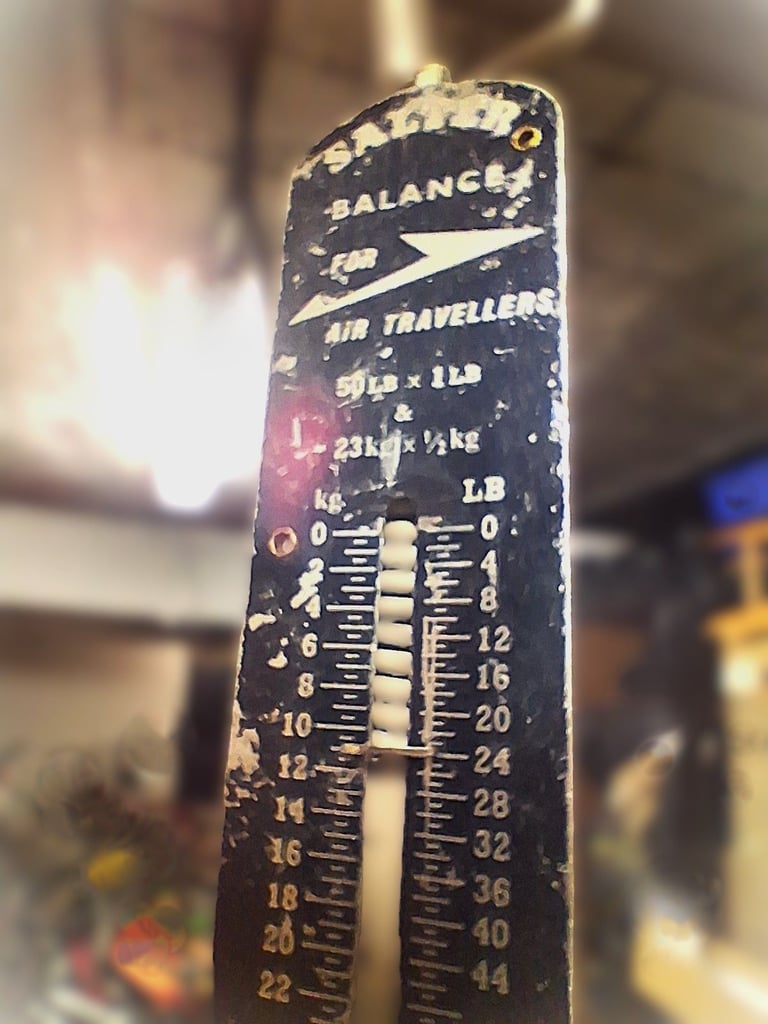 SALTER
BALANCE
FOR
AIR TRAVELLERS
50LB × 1LB
&
23kg × ½kg
kg LB
0 0
2 4
4 8
6 12
8 16
10 20
12 24
14 28
16 32
18 36
20 40
22 44